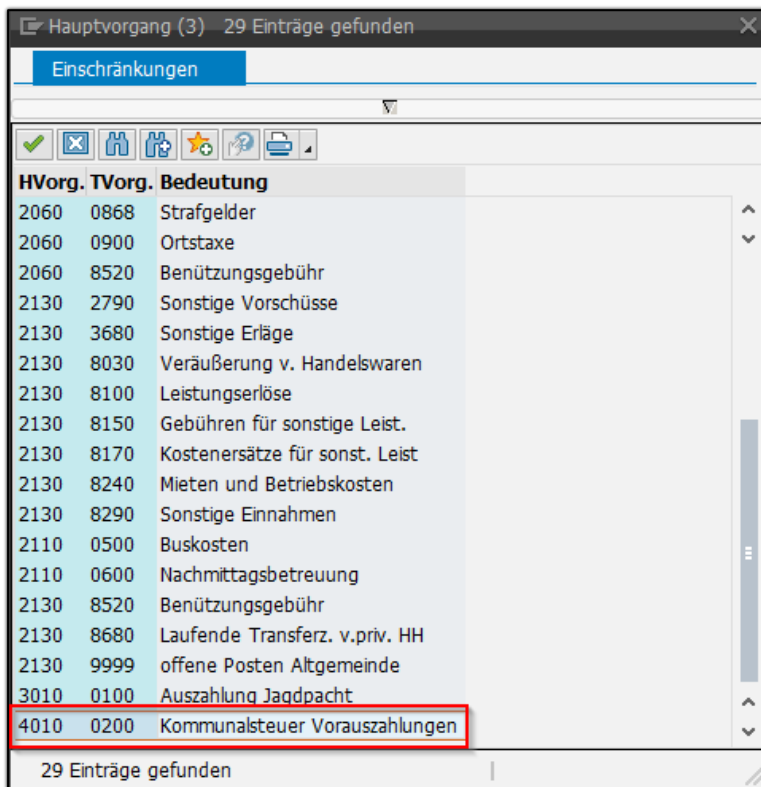 Hauptvorgang (3) 29 Einträge gefunden
Einschränkungen
HVorg. TVorg. Bedeutung
2060 0868 Strafgelder
2060 0900 Ortstaxe
2060 8520 Benützungsgebühr
2130 2790 Sonstige Vorschüsse
2130 3680 Sonstige Erläge
2130 8030 Veräußerung v. Handelswaren
2130 8100 Leistungserlöse
2130 8150 Gebühren für sonstige Leist.
2130 8170 Kostenersätze für sonst. Leist
2130 8240 Mieten und Betriebskosten
2130 8290 Sonstige Einnahmen
2110 0500 Buskosten
2110 0600 Nachmittagsbetreuung
2130 8520 Benützungsgebühr
2130 8680 Laufende Transferz. v.priv. HH
2130 9999 offene Posten Altgemeinde
3010 0100 Auszahlung Jagdpacht
4010 0200 Kommunalsteuer Vorauszahlungen
29 Einträge gefunden